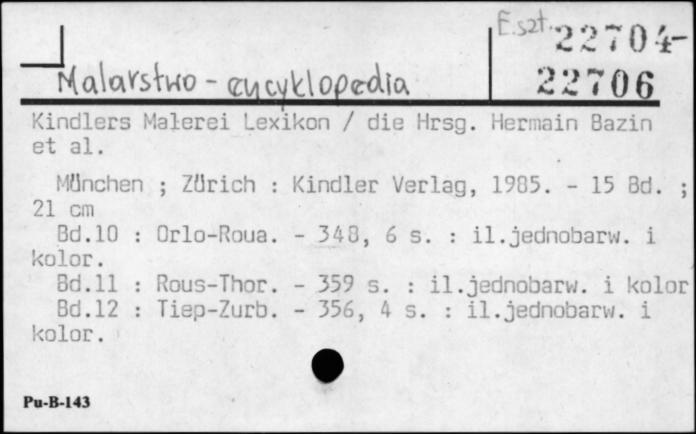 E.szt. 22704-
22706
Malarstwo - encyklopedia
Kindlers Malerei Lexikon / die Hrsg. Hermain Bazin
et al.
München ; Zürich : Kindler Verlag, 1985. - 15 Bd. ;
21 cm
Bd.10 : Orlo-Roua. - 348, 6 s. : il.jednobarw. i
kolor.
Bd.11 : Rous-Thor. - 359 s. : il.jednobarw. i kolor
Bd.12 : Tiep-Zurb. - 356, 4 s. : il.jednobarw. i
kolor.
Pu-B-143